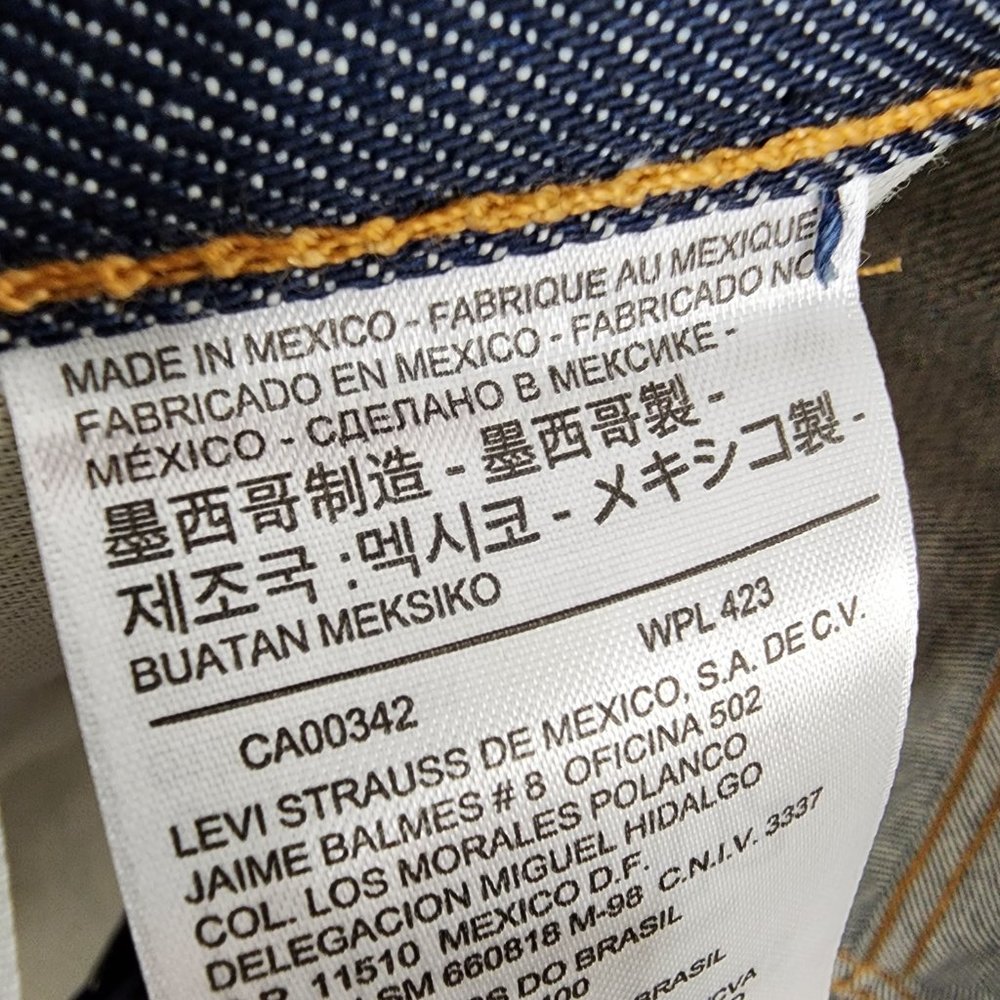 MADE IN MEXICO - FABRIQUE AU MEXIQUE
FABRICADO EN MEXICO - FABRICADO NO
MÉXICO - СДЕЛАНО В МЕКСИКЕ -
墨西哥制造 - 墨西哥製 -
제조국 :멕시코 - メキシコ製 -
BUATAN MEKSIKO
WPL 423
CA00342
LEVI STRAUSS DE MEXICO, S.A. DE C.V.
JAIME BALMES # 8 OFICINA 502
COL. LOS MORALES POLANCO
DELEGACION MIGUEL HIDALGO
11510 MEXICO D.F.
LSM 660818 M-98 C.N.I.V. 3337
DO BRASIL
BRASIL